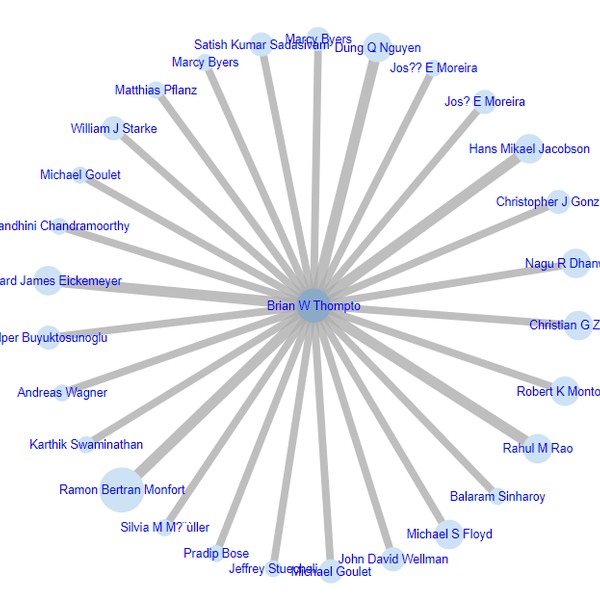 Marcy Byers
Satish Kumar Sadasivam
Dung Q Nguyen
Marcy Byers
Jos?? E Moreira
Matthias Pflanz
Jos? E Moreira
William J Starke
Hans Mikael Jacobson
Michael Goulet
Christopher J Gonz
andhini Chandramoorthy
Nagu R Dhanw
ard James Eickemeyer
Brian W Thompto
Christian G Z
lper Buyuktosunoglu
Andreas Wagner
Robert K Monto
Karthik Swaminathan
Rahul M Rao
Ramon Bertran Monfort
Balaram Sinharoy
Silvia M M?¨uller
Michael S Floyd
Pradip Bose
John David Wellman
Jeffrey Stuecheli
Michael Goulet